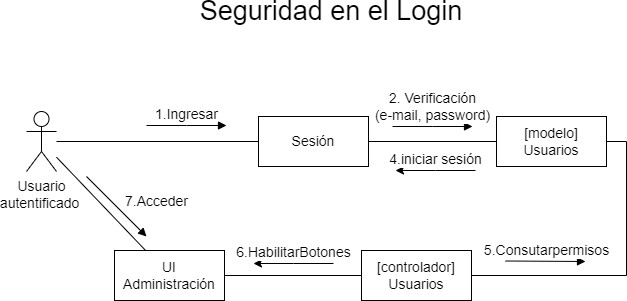 Seguridad en el Login
1.Ingresar
2. Verificación
(e-mail, password)
Sesión
[modelo]
Usuarios
4.iniciar sesión
Usuario
autentificado
7.Acceder
6.HabilitarBotones
5.Consutarpermisos
UI
Administración
[controlador]
Usuarios